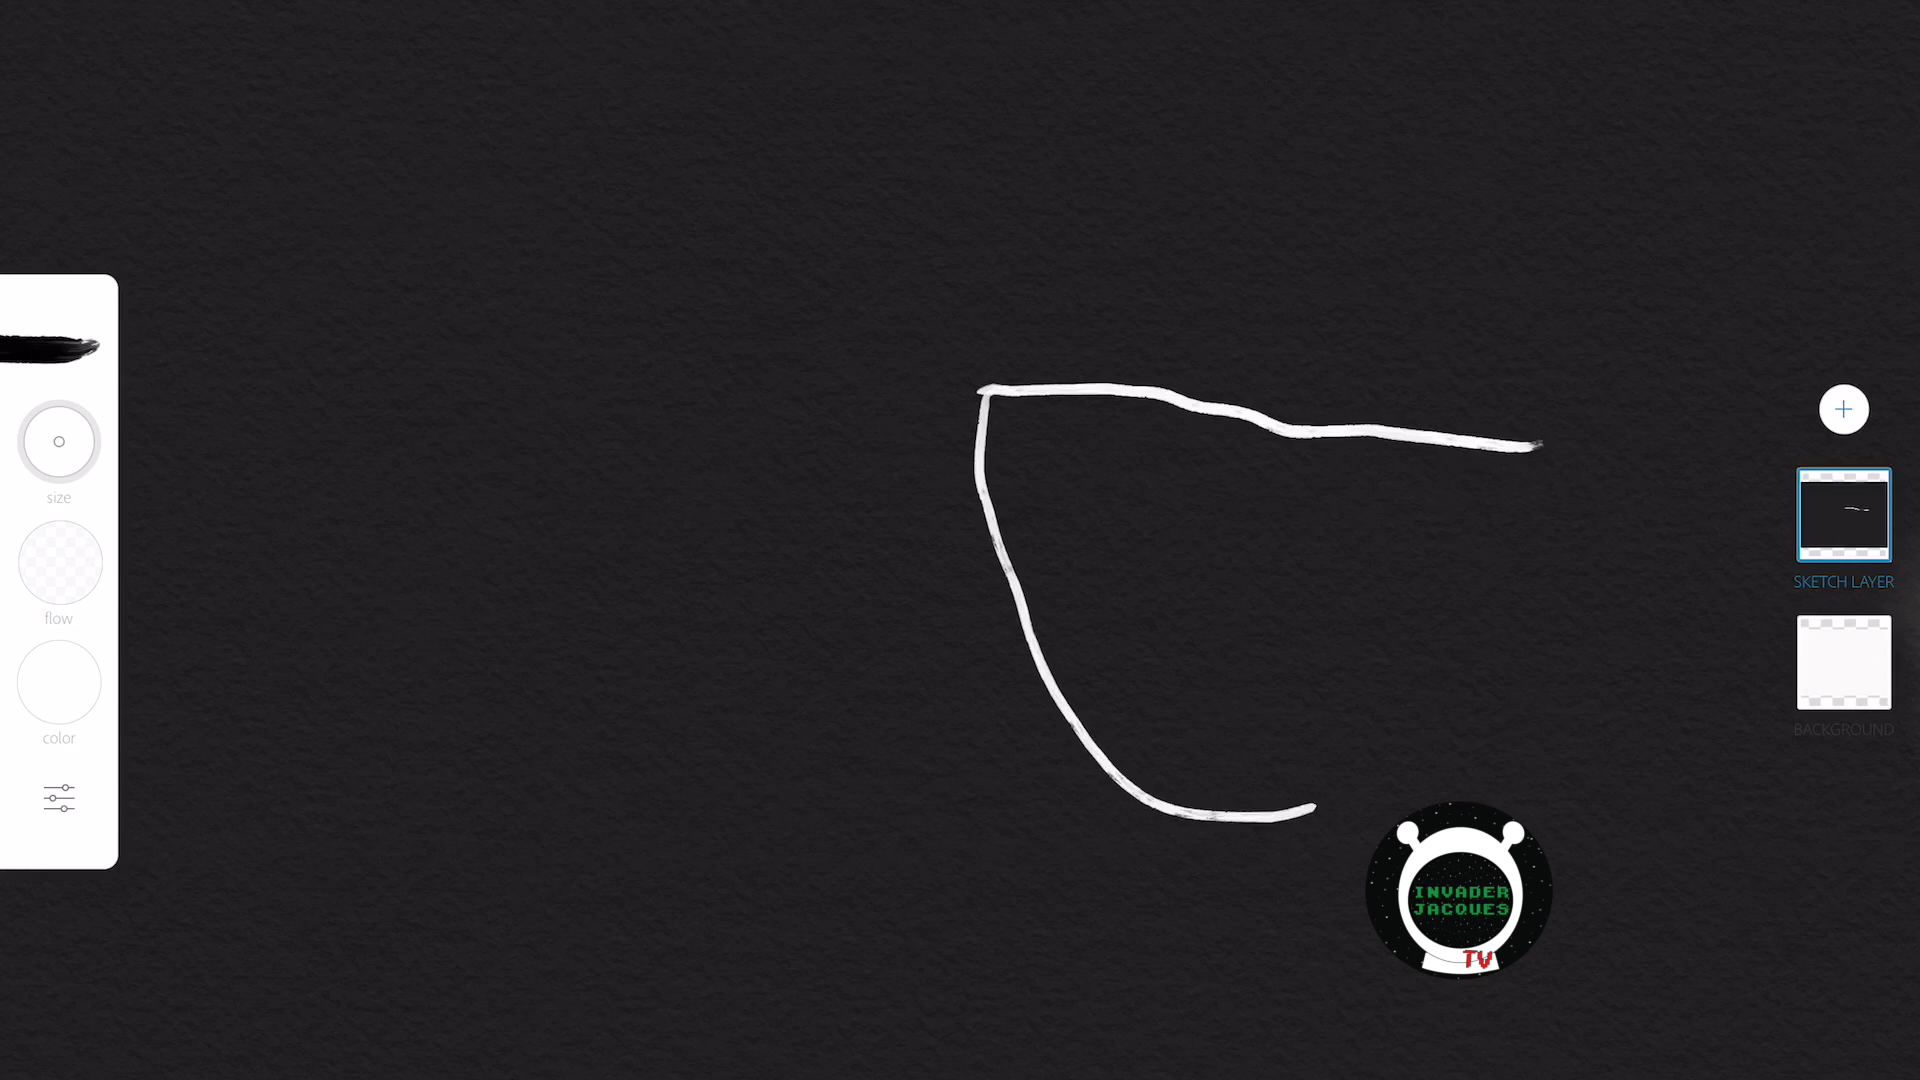 size
flow
color
SKETCH LAYER
BACKGROUND
INVADER
JACQUES
TV